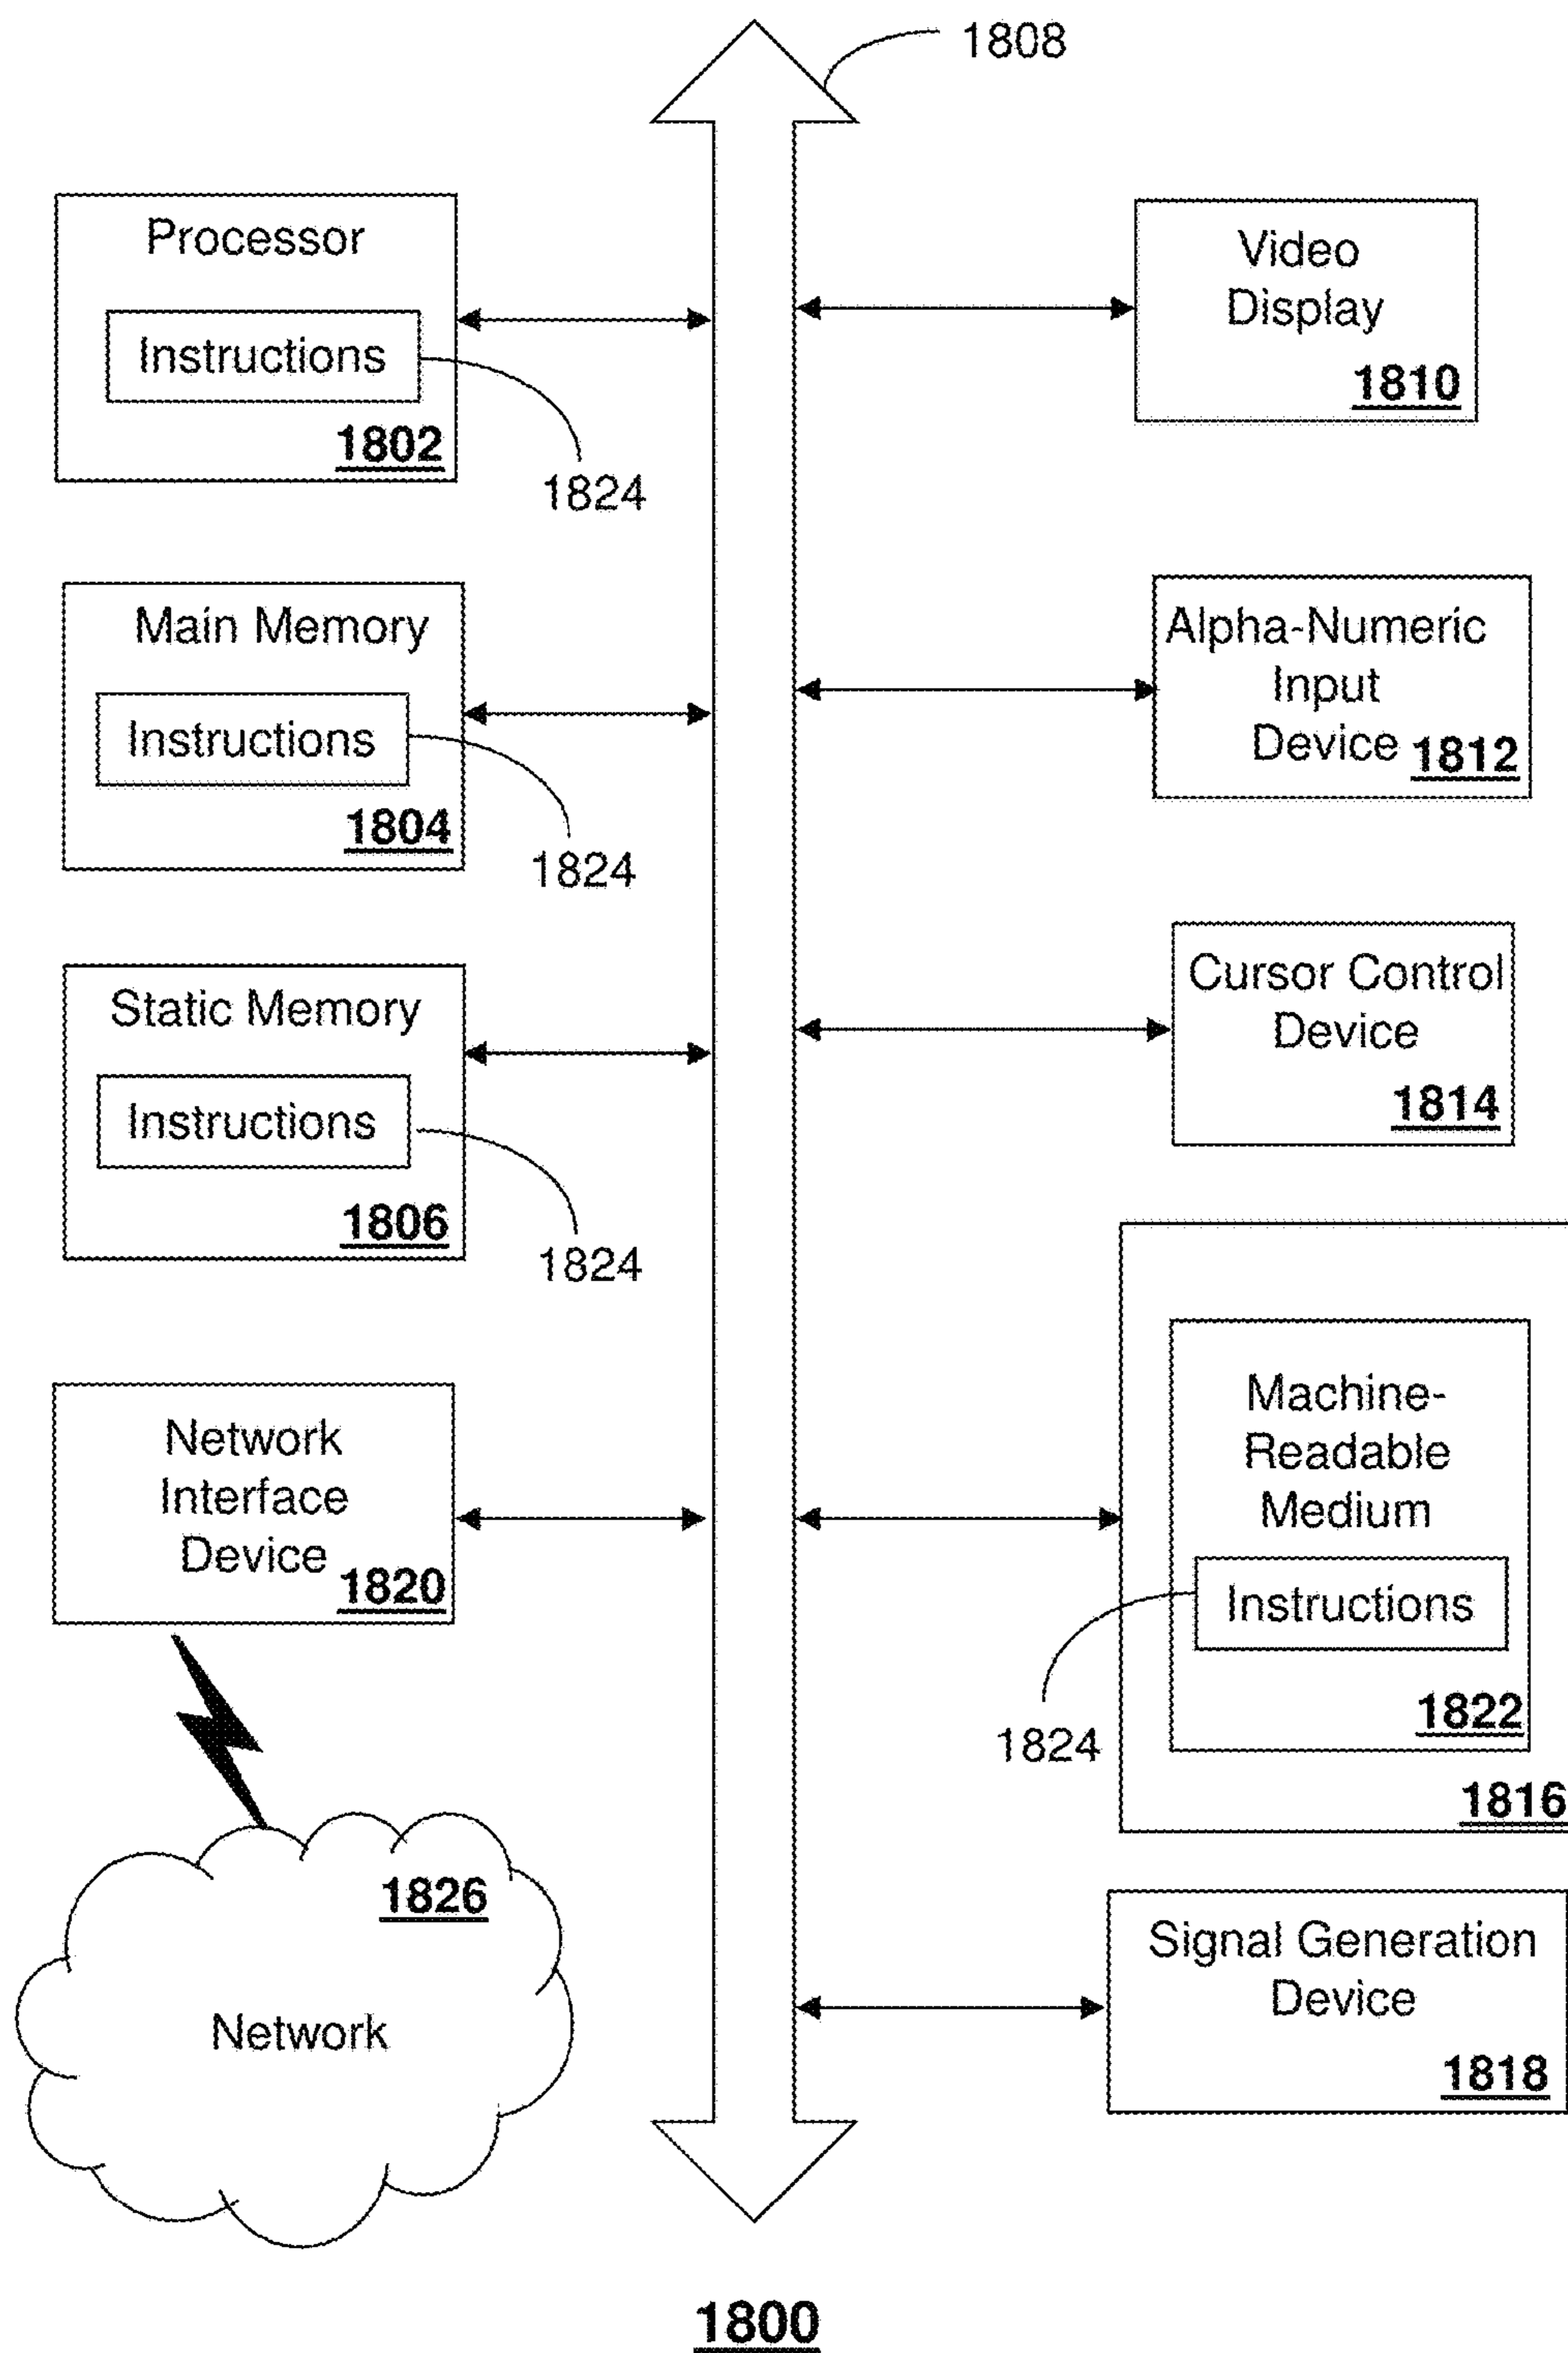 1808
Processor
Instructions
1802
1824
Main Memory
Instructions
1804
1824
Static Memory
Instructions
1806
1824
Network
Interface
Device
1820
1826
Network
Video
Display
1810
Alpha-Numeric
Input
Device 1812
Cursor Control
Device
1814
Machine-
Readable
Medium
Instructions
1824
1822
1816
Signal Generation
Device
1818
1800